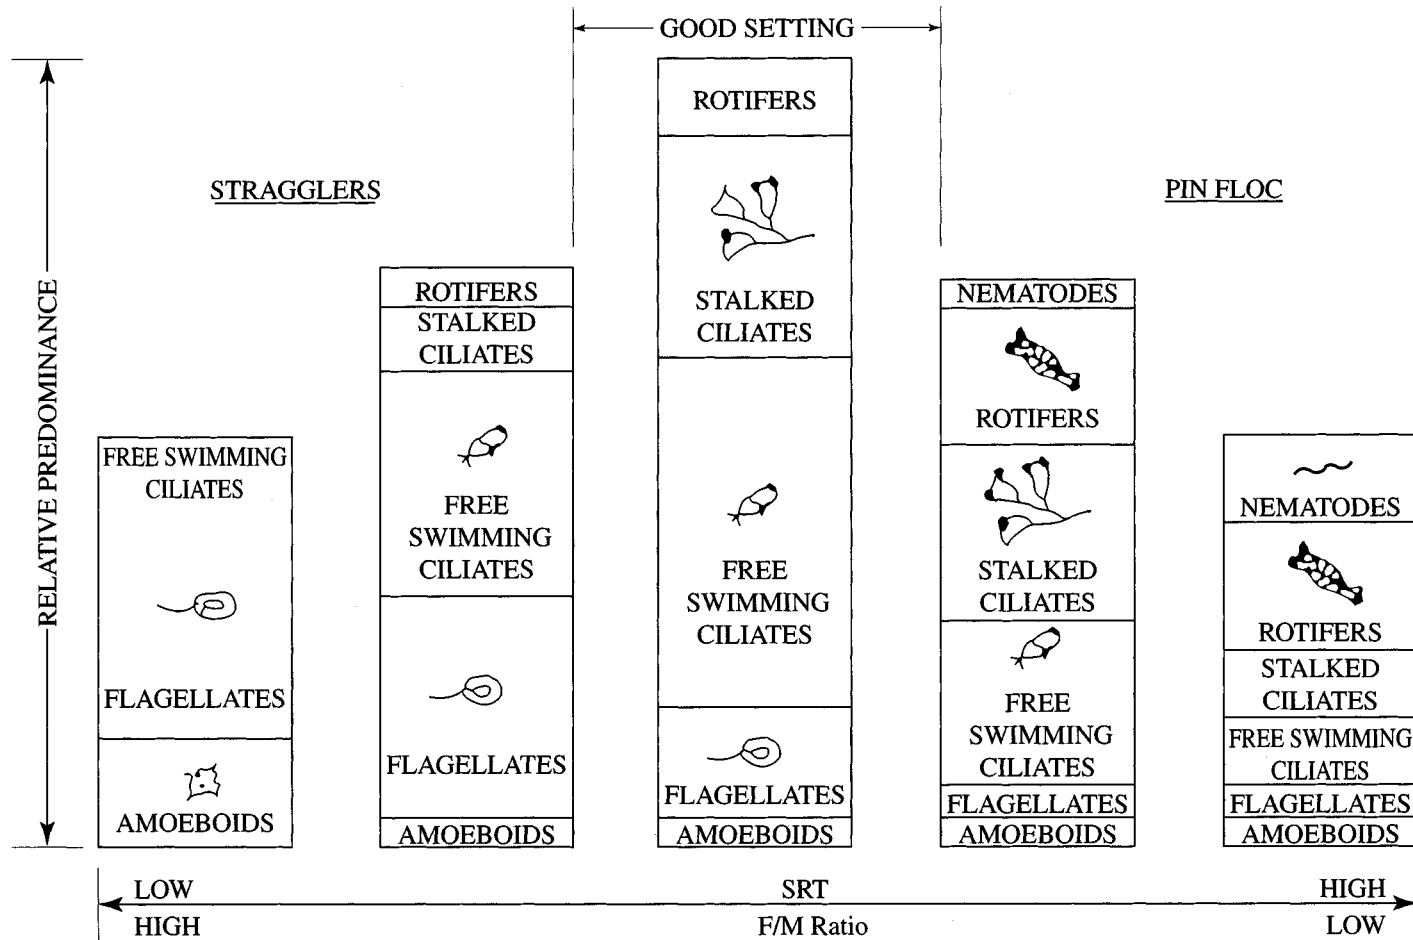 GOOD SETTING
STRAGGLERS
PIN FLOC
RELATIVE PREDOMINANCE
FREE SWIMMING
CILIATES
FLAGELLATES
AMOEBOIDS
ROTIFERS
STALKED
CILIATES
FREE
SWIMMING
CILIATES
FLAGELLATES
AMOEBOIDS
ROTIFERS
STALKED
CILIATES
FREE
SWIMMING
CILIATES
FLAGELLATES
AMOEBOIDS
NEMATODES
ROTIFERS
STALKED
CILIATES
FREE
SWIMMING
CILIATES
FLAGELLATES
AMOEBOIDS
NEMATODES
ROTIFERS
STALKED
CILIATES
FREE SWIMMING
CILIATES
FLAGELLATES
AMOEBOIDS
LOW SRT HIGH
HIGH F/M Ratio LOW